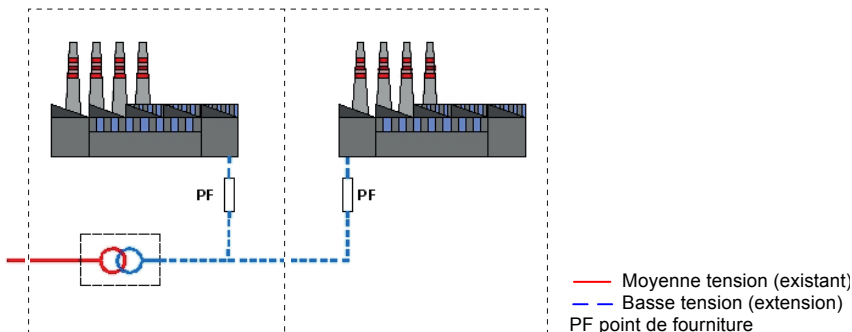 PF
PF
Moyenne tension (existant)
Basse tension (extension)
PF point de fourniture